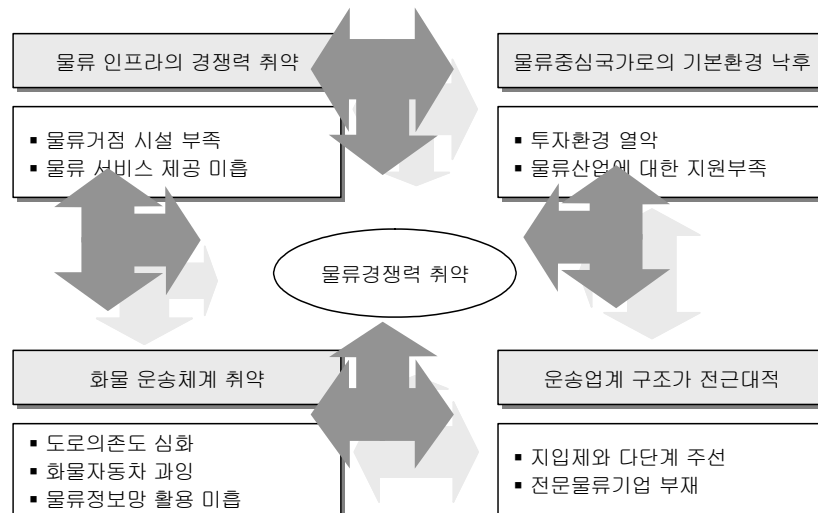 물류 인프라의 경쟁력 취약
물류중심국가로의 기본환경 낙후
▪ 물류거점 시설 부족
▪ 물류 서비스 제공 미흡
▪ 투자환경 열악
▪ 물류산업에 대한 지원부족
물류경쟁력 취약
화물 운송체계 취약
운송업계 구조가 전근대적
▪ 도로의존도 심화
▪ 화물자동차 과잉
▪ 물류정보망 활용 미흡
▪ 지입제와 다단계 주선
▪ 전문물류기업 부재